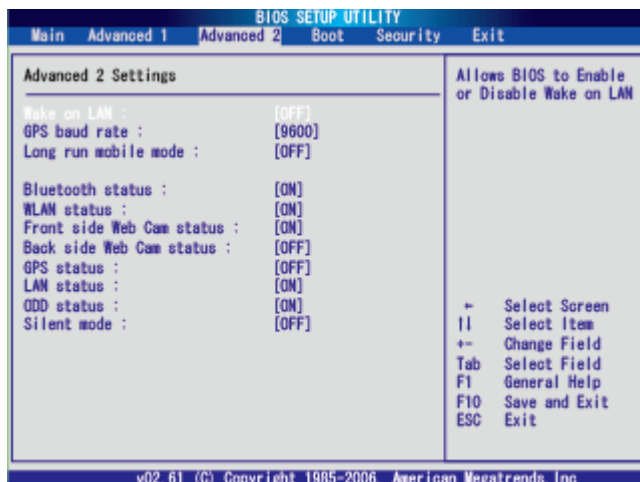 BIOS SETUP UTILITY
Main Advanced 1 Advanced 2 Boot Security Exit
Advanced 2 Settings
Wake on LAN : [OFF]
GPS baud rate : [9600]
Long run mobile mode : [OFF]
Bluetooth status : [ON]
WLAN status : [ON]
Front side Web Cam status : [ON]
Back side Web Cam status : [OFF]
GPS status : [OFF]
LAN status : [ON]
ODD status : [ON]
Silent mode : [OFF]
Allows BIOS to Enable
or Disable Wake on LAN
← Select Screen
↑↓ Select Item
+- Change Field
Tab Select Field
F1 General Help
F10 Save and Exit
ESC Exit
v02.61 (C) Copyright 1985-2006, American Megatrends, Inc